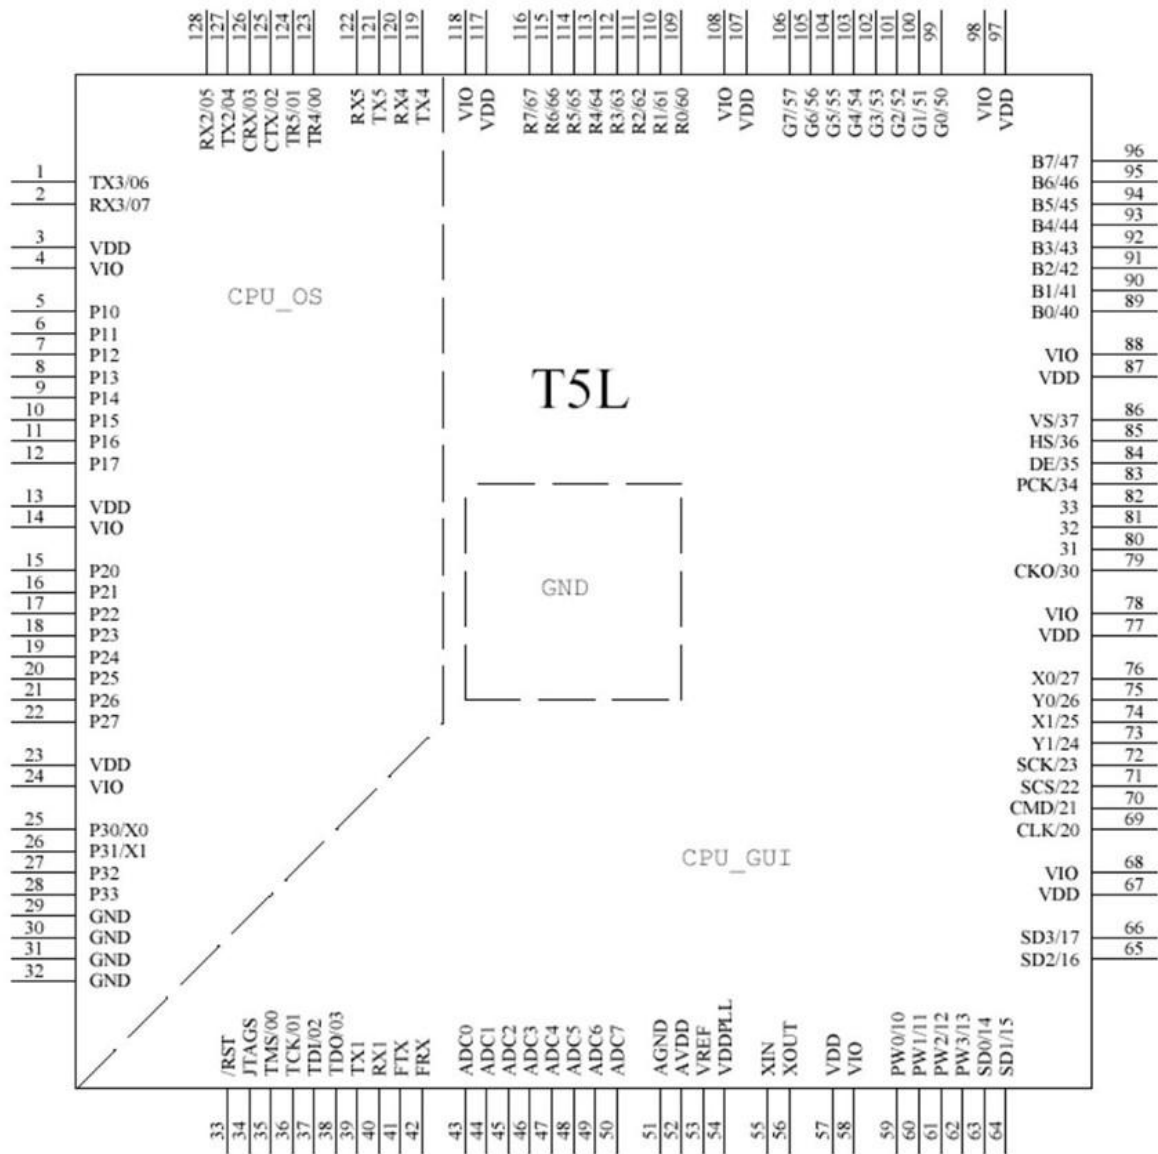 128 127 126 125 124 123 122 121 120 119 118 117 116 115 114 113 112 111 110 109 108 107 106 105 104 103 102 101 100 99 98 97
RX2/05 TX2/04 CRX/03 CTX/02 TR5/01 TR4/00 RX5 TX5 RX4 TX4 VIO VDD R7/67 R6/66 R5/65 R4/64 R3/63 R2/62 R1/61 R0/60 VIO VDD G7/57 G6/56 G5/55 G4/54 G3/53 G2/52 G1/51 G0/50 VIO VDD
1 TX3/06
2 RX3/07
3 VDD
4 VIO
5 P10
6 P11
7 P12
8 P13
9 P14
10 P15
11 P16
12 P17
13 VDD
14 VIO
15 P20
16 P21
17 P22
18 P23
19 P24
20 P25
21 P26
22 P27
23 VDD
24 VIO
25 P30/X0
26 P31/X1
27 P32
28 P33
29 GND
30 GND
31 GND
32 GND
CPU_OS
T5L
GND
CPU_GUI
B7/47 96
B6/46 95
B5/45 94
B4/44 93
B3/43 92
B2/42 91
B1/41 90
B0/40 89
VIO 88
VDD 87
VS/37 86
HS/36 85
DE/35 84
PCK/34 83
33 82
32 81
31 80
CKO/30 79
VIO 78
VDD 77
X0/27 76
Y0/26 75
X1/25 74
Y1/24 73
SCK/23 72
SCS/22 71
CMD/21 70
CLK/20 69
VIO 68
VDD 67
SD3/17 66
SD2/16 65
/RST JTAGS TMS/00 TCK/01 TDI/02 TDO/03 TX1 RX1 FTX FRX ADC0 ADC1 ADC2 ADC3 ADC4 ADC5 ADC6 ADC7 AGND AVDD VREF VDDPLL XIN XOUT VDD VIO PW0/10 PW1/11 PW2/12 PW3/13 SD0/14 SD1/15
33 34 35 36 37 38 39 40 41 42 43 44 45 46 47 48 49 50 51 52 53 54 55 56 57 58 59 60 61 62 63 64